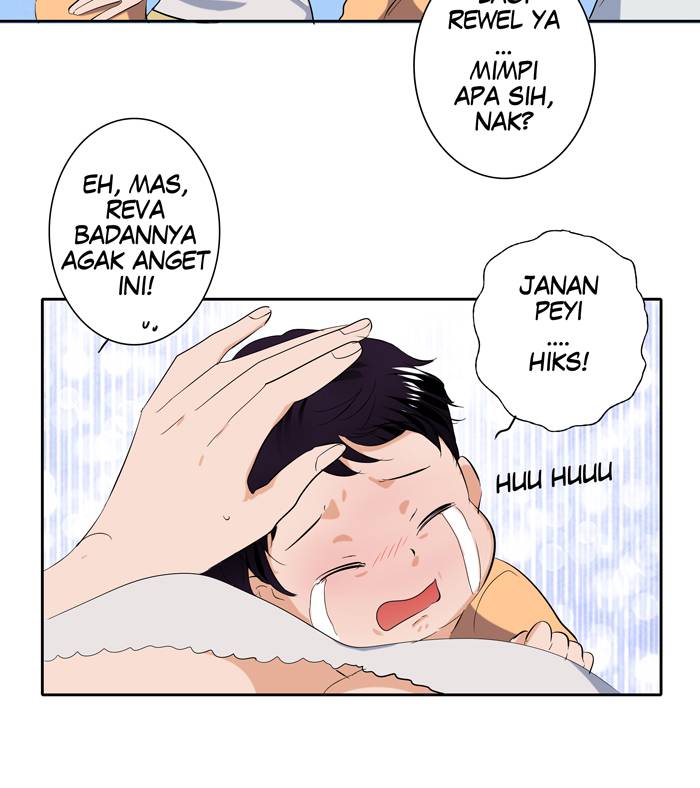 REWEL YA
...
MIMPI
APA SIH,
NAK?
EH, MAS,
REVA
BADANNYA
AGAK ANGET
INI!
JANAN
PEYI
....
HIKS!
HUU HUUU